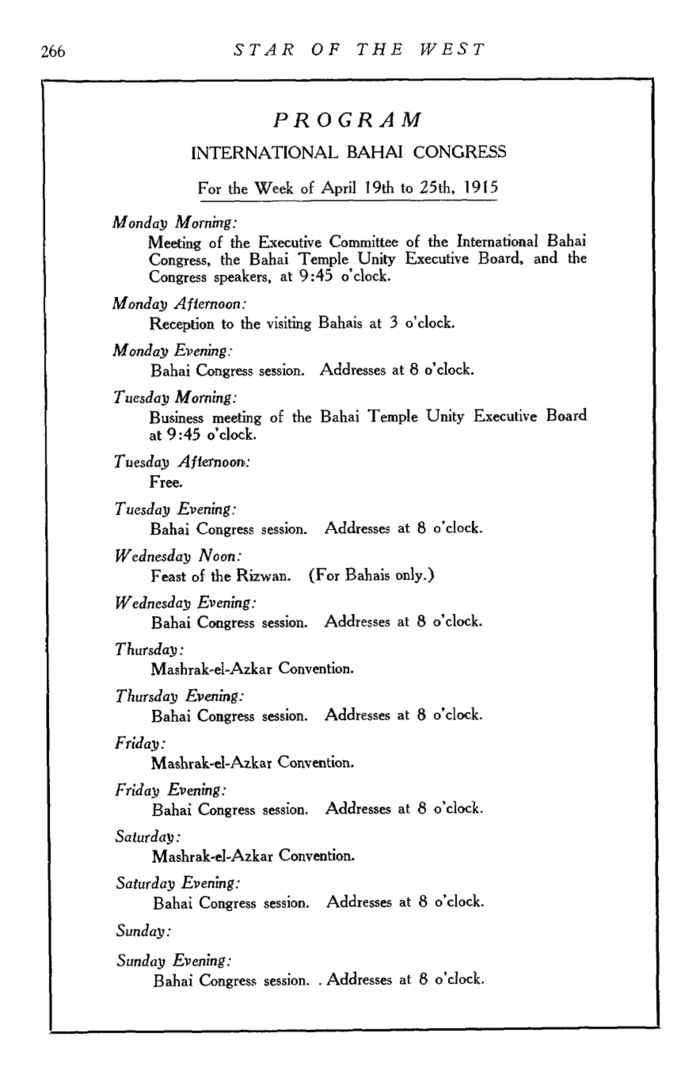 266
STAR OF THE WEST
PROGRAM
INTERNATIONAL BAHAI CONGRESS
For the Week of April 19th to 25th, 1915
Monday Morning:
Meeting of the Executive Committee of the International Bahai
Congress, the Bahai Temple Unity Executive Board, and the
Congress speakers, at 9:45 o'clock.
Monday Afternoon:
Reception to the visiting Bahais at 3 o'clock.
Monday Evening:
Bahai Congress session. Addresses at 8 o'clock.
Tuesday Morning:
Business meeting of the Bahai Temple Unity Executive Board
at 9:45 o'clock.
Tuesday Afternoon:
Free.
Tuesday Evening:
Bahai Congress session. Addresses at 8 o'clock.
Wednesday Noon:
Feast of the Rizwan. (For Bahais only.)
Wednesday Evening:
Bahai Congress session. Addresses at 8 o'clock.
Thursday:
Mashrak-el-Azkar Convention.
Thursday Evening:
Bahai Congress session. Addresses at 8 o'clock.
Friday:
Mashrak-el-Azkar Convention.
Friday Evening:
Bahai Congress session. Addresses at 8 o'clock.
Saturday:
Mashrak-el-Azkar Convention.
Saturday Evening:
Bahai Congress session. Addresses at 8 o'clock.
Sunday:
Sunday Evening:
Bahai Congress session. . Addresses at 8 o'clock.